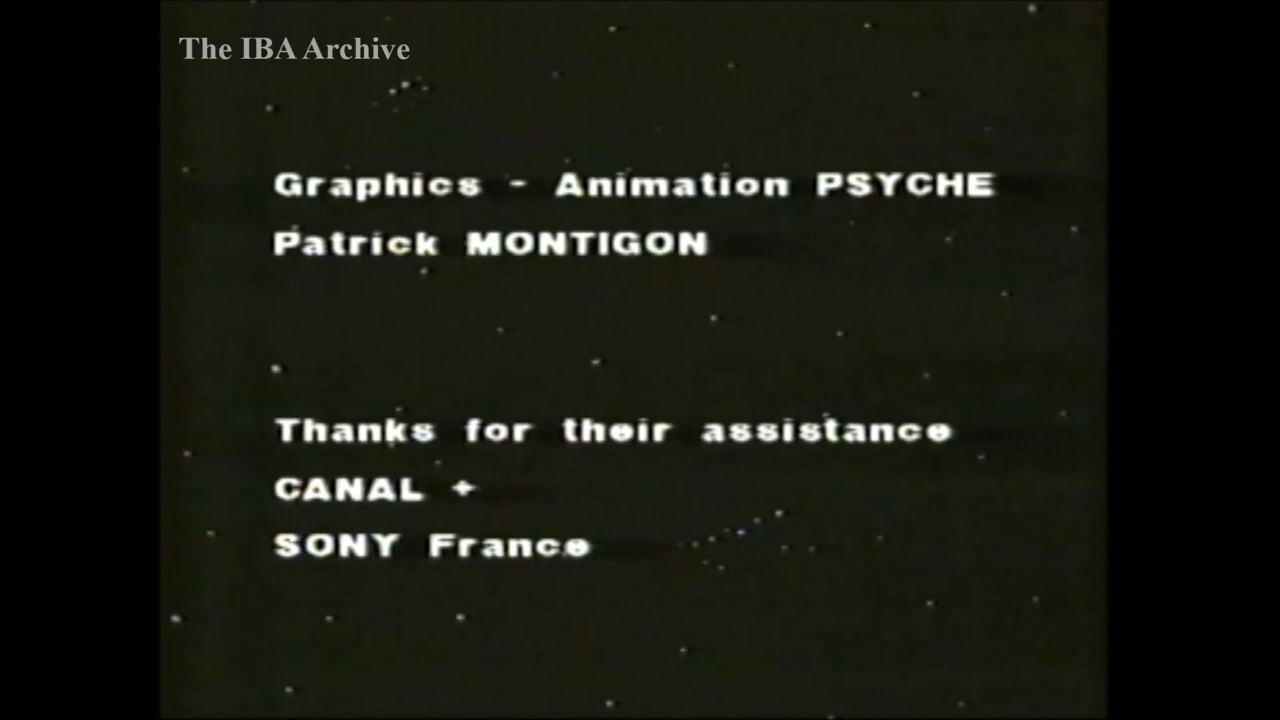 The IBA Archive
Graphics - Animation PSYCHE
Patrick MONTIGON
Thanks for their assistance
CANAL +
SONY France